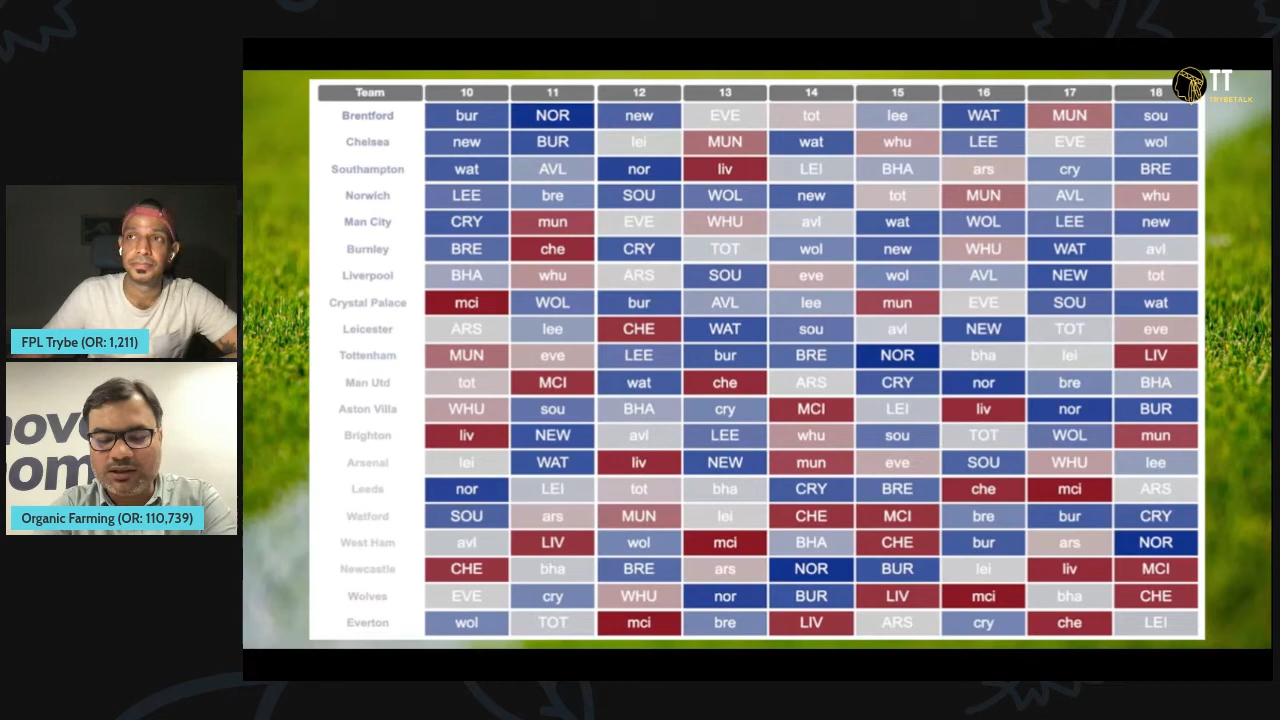 TT
TRYBETALK
Team 10 11 12 13 14 15 16 17 18
Brentford bur NOR new EVE tot lee WAT MUN sou
Chelsea new BUR lei MUN wat whu LEE EVE wol
Southampton wat AVL nor liv LEI BHA ars cry BRE
Norwich LEE bre SOU WOL new tot MUN AVL whu
Man City CRY mun EVE WHU avl wat WOL LEE new
Burnley BRE che CRY TOT wol new WHU WAT avl
Liverpool BHA whu ARS SOU eve wol AVL NEW tot
Crystal Palace mci WOL bur AVL lee mun EVE SOU wat
Leicester ARS lee CHE WAT sou avl NEW TOT eve
Tottenham MUN eve LEE bur BRE NOR bha lei LIV
Man Utd tot MCI wat che ARS CRY nor bre BHA
Aston Villa WHU sou BHA cry MCI LEI liv nor BUR
Brighton liv NEW avl LEE whu sou TOT WOL mun
Arsenal lei WAT liv NEW mun eve SOU WHU lee
Leeds nor LEI tot bha CRY BRE che mci ARS
Watford SOU ars MUN lei CHE MCI bre bur CRY
West Ham avl LIV wol mci BHA CHE bur ars NOR
Newcastle CHE bha BRE ars NOR BUR lei liv MCI
Wolves EVE cry WHU nor BUR LIV mci bha CHE
Everton wol TOT mci bre LIV ARS cry che LEI
FPL Trybe (OR: 1,211)
Organic Farming (OR: 110,739)